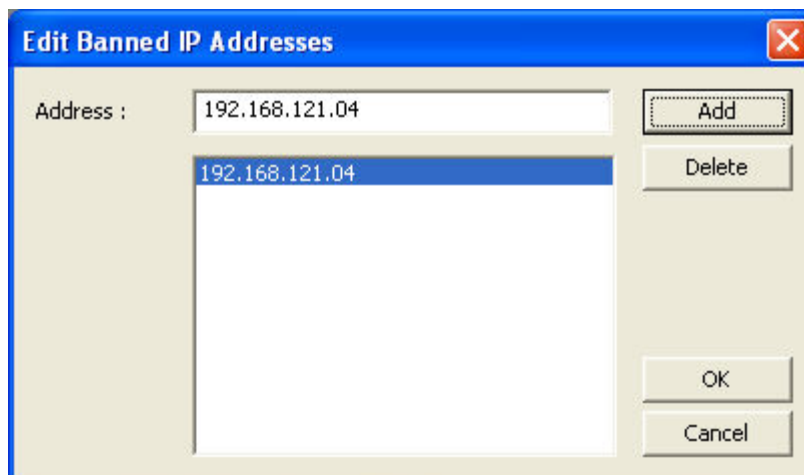 Edit Banned IP Addresses
Address :
192.168.121.04
Add
192.168.121.04
Delete
OK
Cancel